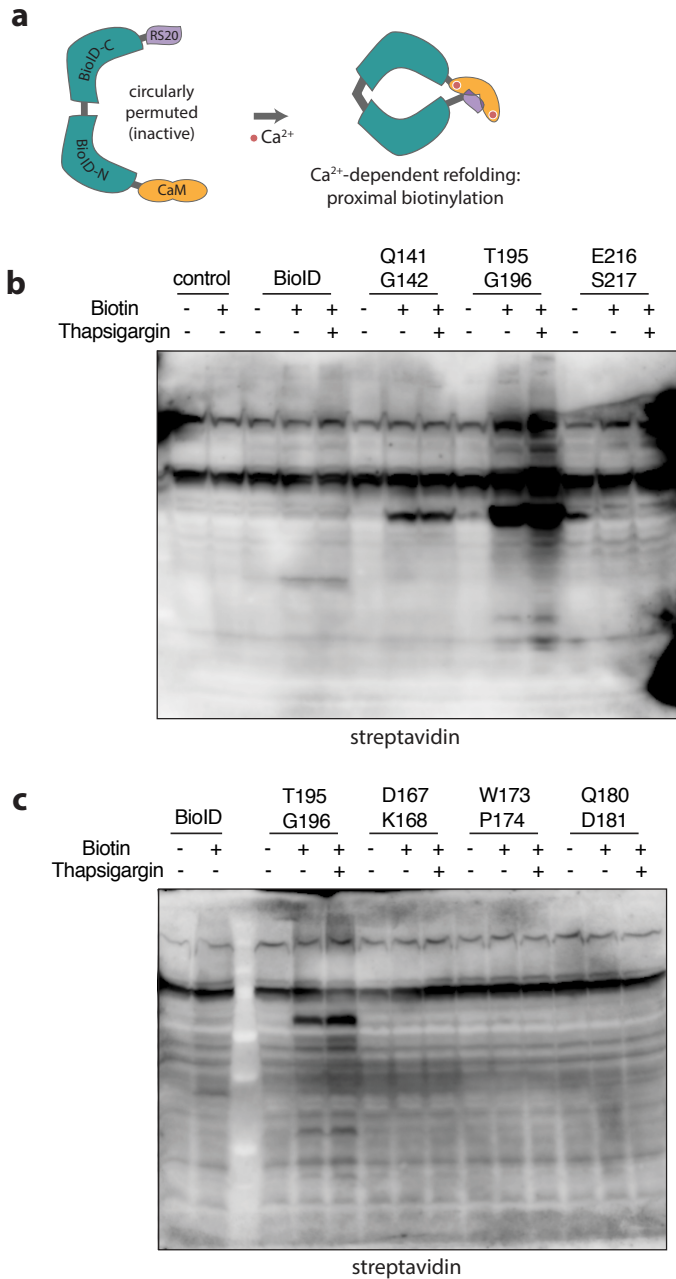 a
BioID-C
RS20
circularly
permuted
(inactive)
Ca²⁺
BioID-N
CaM
Ca²⁺-dependent refolding:
proximal biotinylation
b
control
BioID
Q141
G142
T195
G196
E216
S217
Biotin - + - + + - + + - + + - + +
Thapsigargin - - - - + - - + - - + - - +
streptavidin
c
BioID
T195
G196
D167
K168
W173
P174
Q180
D181
Biotin - + - + + - + + - + + - + +
Thapsigargin - - - - + - - + - - + - - +
streptavidin